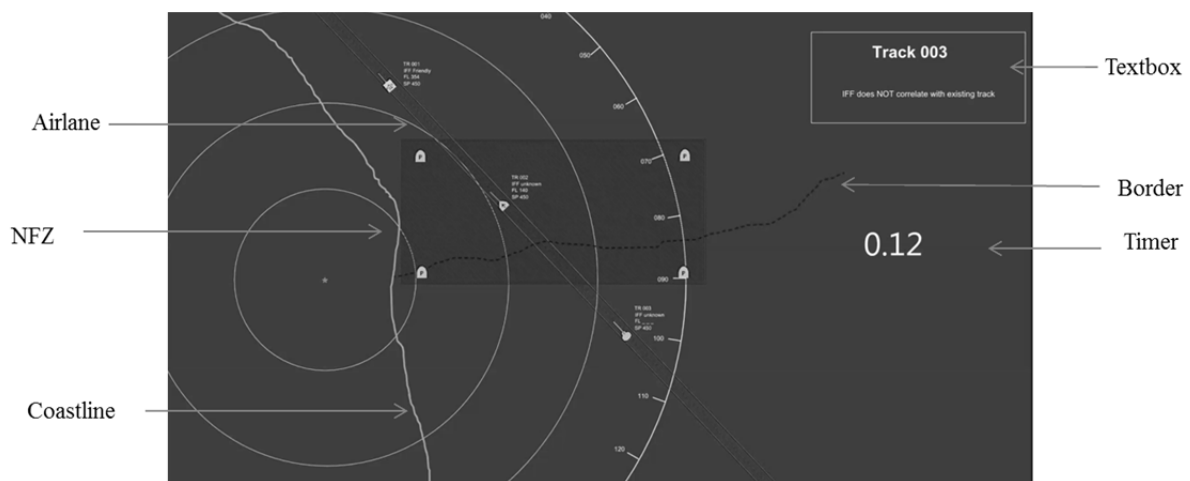 040
Track 003
050
TR 001
IFF Friendly
FL 354
SP 450
Textbox
IFF does NOT correlate with existing track
060
Airlane
F
070
F
TR 002
IFF unknown
FL 140
SP 450
Border
080
NFZ
0.12
Timer
F
F
090
TR 003
IFF unknown
FL _ _ _
SP 450
100
110
Coastline
120